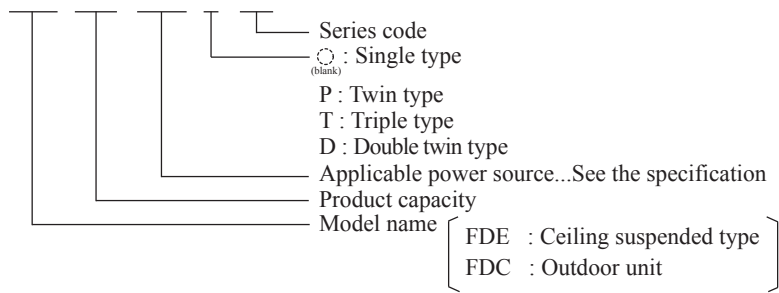 Series code
: Single type
(blank)
P : Twin type
T : Triple type
D : Double twin type
Applicable power source...See the specification
Product capacity
Model name
FDE : Ceiling suspended type
FDC : Outdoor unit